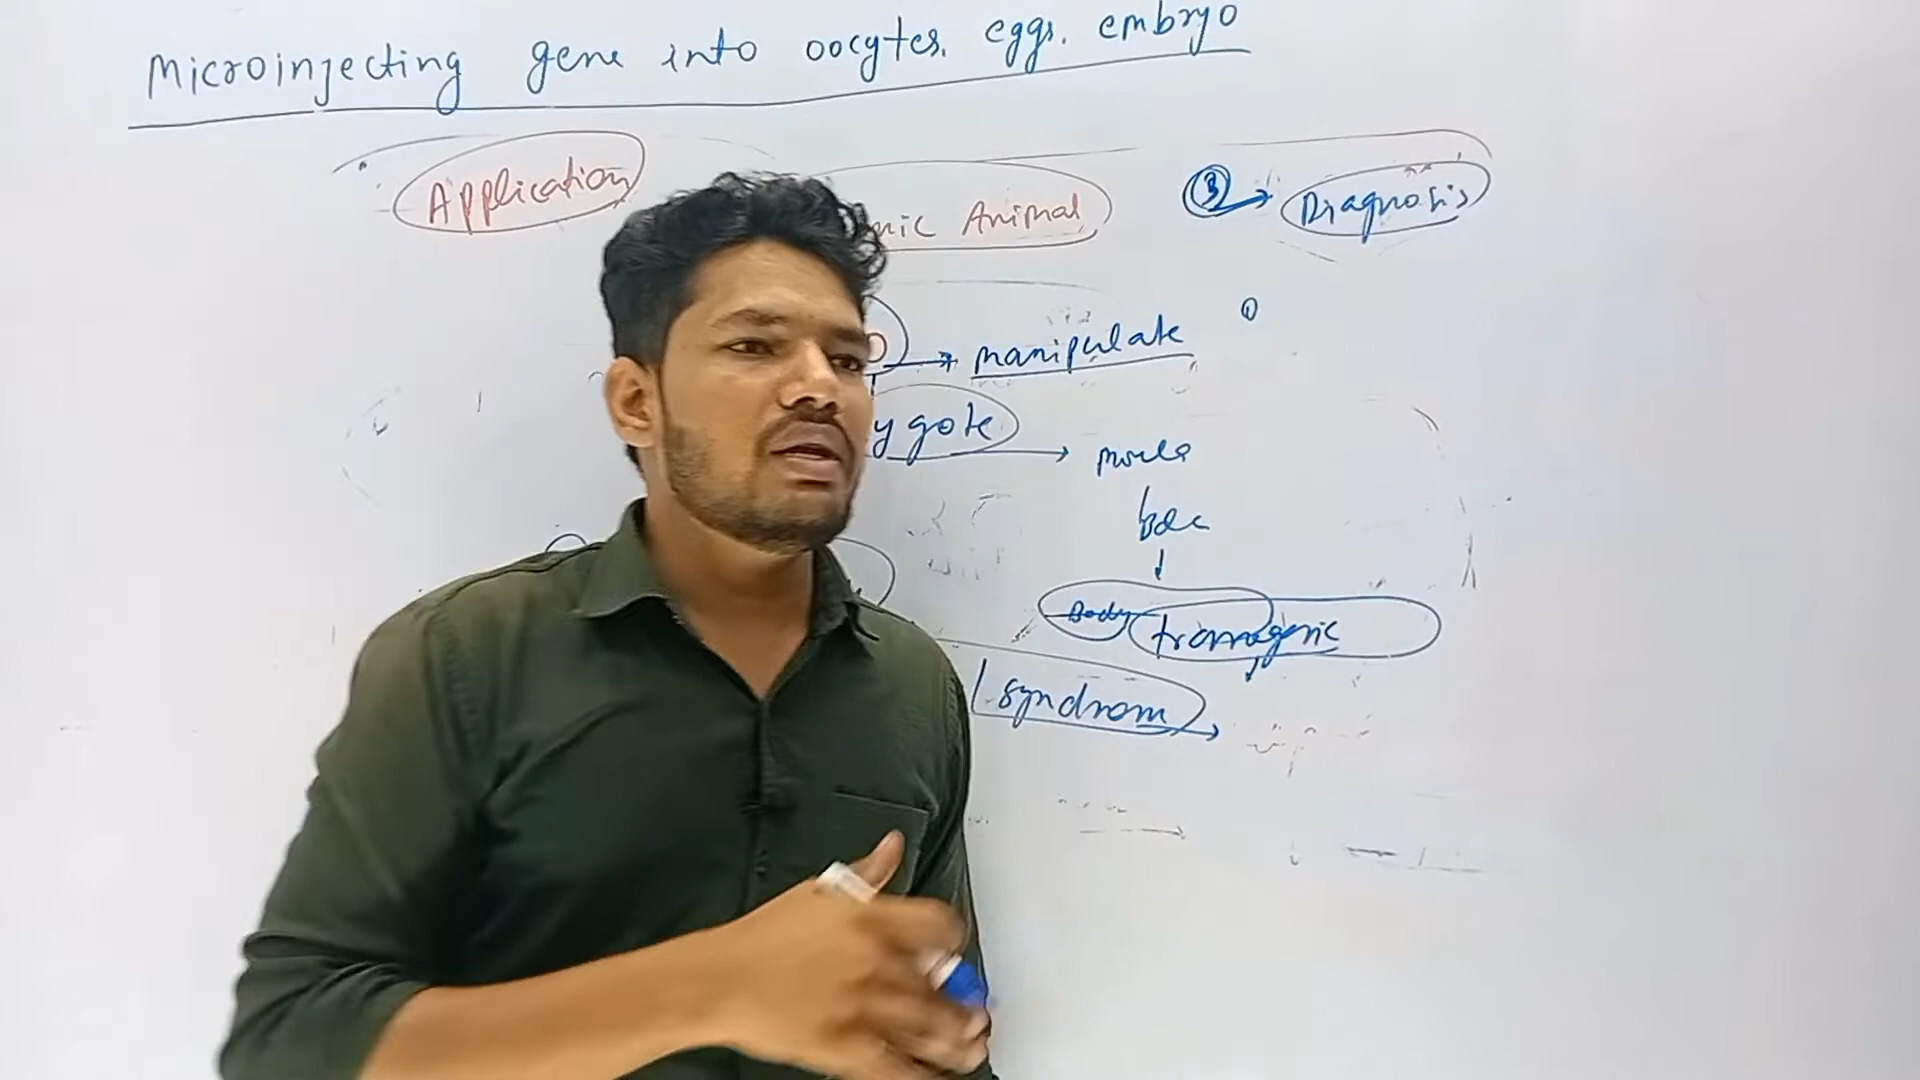 Microinjecting gene into oocytes. eggs. embryo
Application
nic Animal
3 → Diagnosis
→ manipulate
ygote →
Body
transgenic
syndrom →